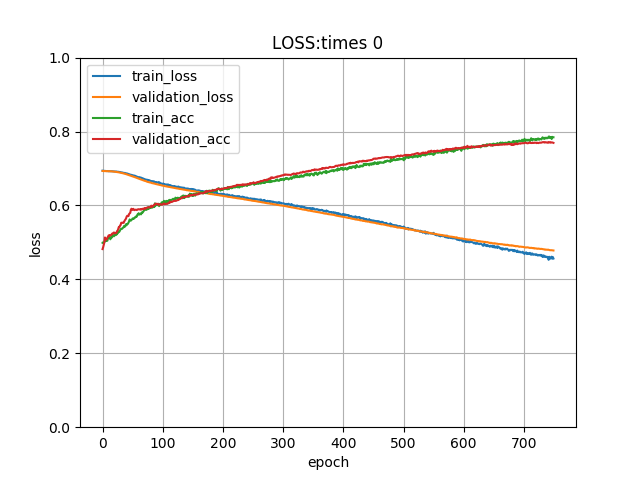 LOSS:times 0
1.0
0.8
0.6
0.4
0.2
0.0
loss
train_loss
validation_loss
train_acc
validation_acc
0 100 200 300 400 500 600 700
epoch